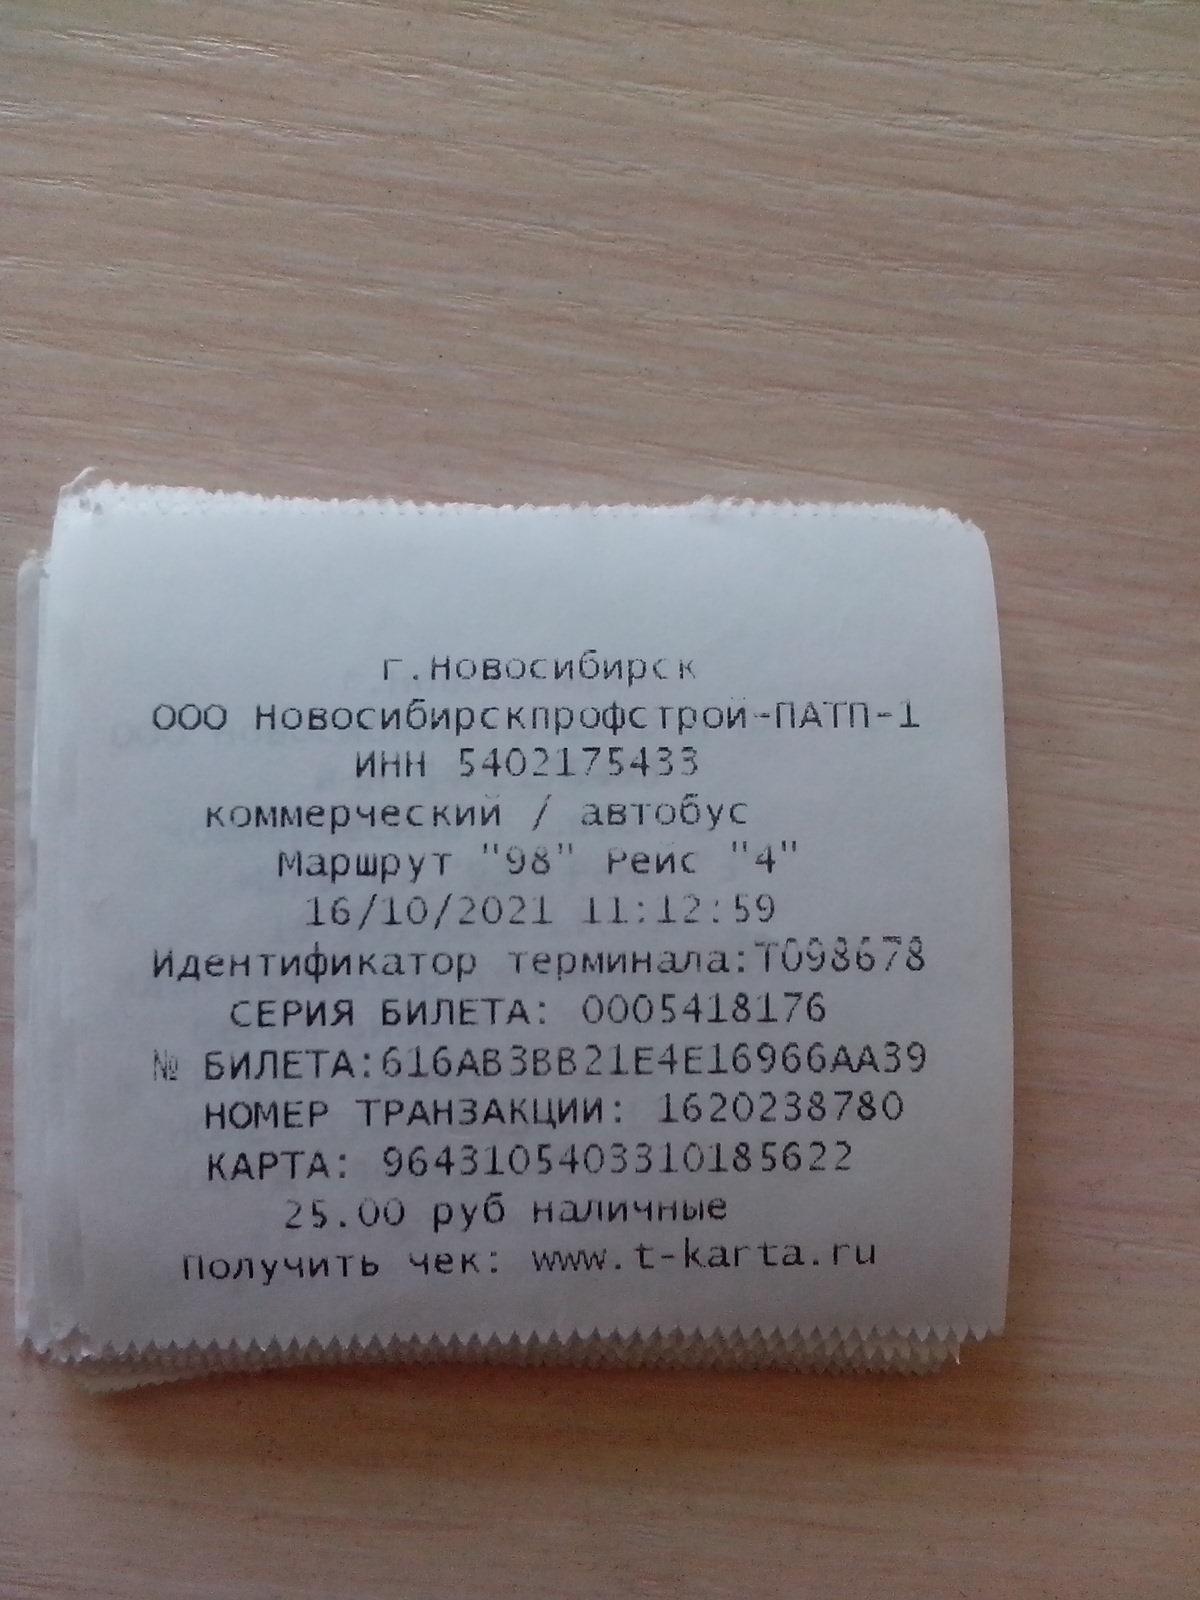 г.Новосибирск
ООО Новосибирскпрофстрой-ПАТП-1
ИНН 5402175433
коммерческий / автобус
Маршрут "98" Рейс "4"
16/10/2021 11:12:59
Идентификатор терминала:T098678
СЕРИЯ БИЛЕТА: 0005418176
№ БИЛЕТА:616AB3BB21E4E16966AA39
НОМЕР ТРАНЗАКЦИИ: 1620238780
КАРТА: 9643105403310185622
25.00 руб наличные
Получить чек: www.t-karta.ru